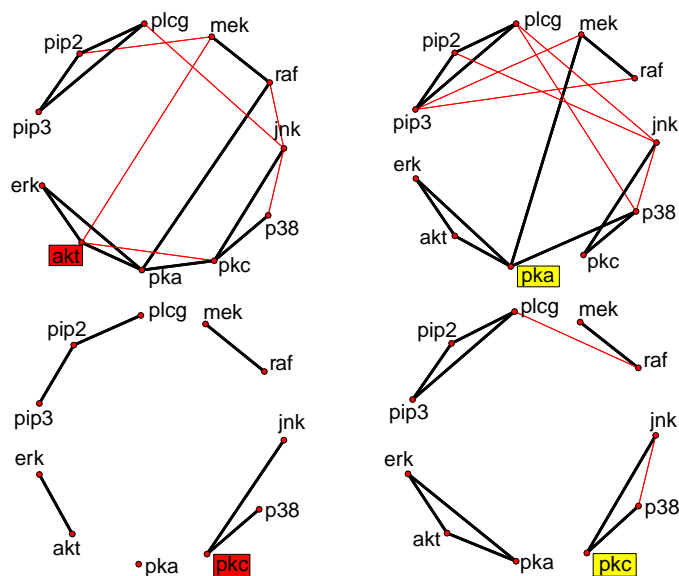 plcg
mek
pip2
raf
pip3
jnk
erk
p38
akt
pka
pkc
plcg
mek
pip2
raf
pip3
jnk
erk
p38
akt
pkc
pka
plcg
mek
pip2
raf
pip3
jnk
erk
p38
akt
pka
pkc
plcg
mek
pip2
raf
pip3
jnk
erk
p38
akt
pka
pkc